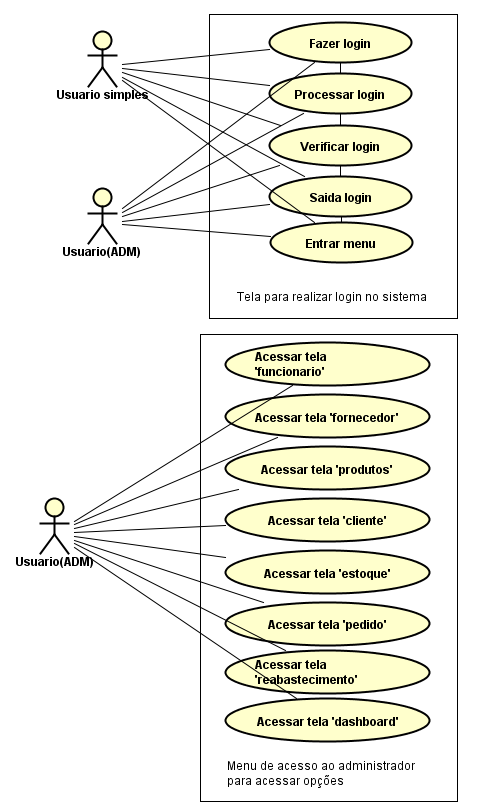 Fazer login
Usuario simples
Processar login
Verificar login
Saida login
Usuario(ADM)
Entrar menu
Tela para realizar login no sistema
Acessar tela
'funcionario'
Acessar tela 'fornecedor'
Acessar tela 'produtos'
Acessar tela 'cliente'
Usuario(ADM)
Acessar tela 'estoque'
Acessar tela 'pedido'
Acessar tela
'reabastecimento'
Acessar tela 'dashboard'
Menu de acesso ao administrador
para acessar opções